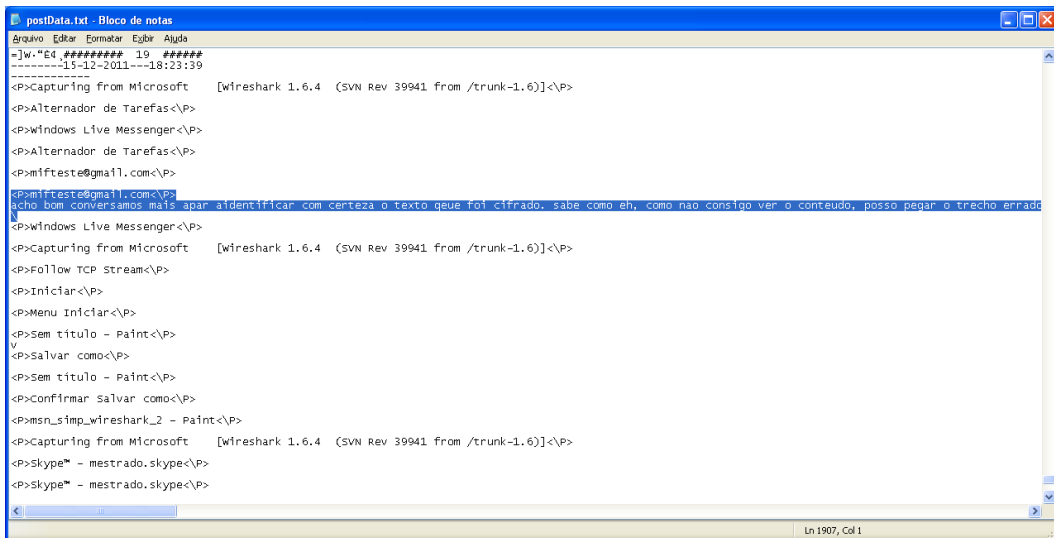 postData.txt - Bloco de notas
Arquivo Editar Formatar Exibir Ajuda
=]W·“È¢¸######### 19 ######
--------15-12-2011---18:23:39
------------
<P>Capturing from Microsoft [Wireshark 1.6.4 (SVN Rev 39941 from /trunk-1.6)]<\P>
<P>Alternador de Tarefas<\P>
<P>Windows Live Messenger<\P>
<P>Alternador de Tarefas<\P>
<P>mifteste@gmail.com<\P>
<P>mifteste@gmail.com<\P>
acho bom conversamos mais apar aidentificar com certeza o texto qeue foi cifrado. sabe como eh, como nao consigo ver o conteudo, posso pegar o trecho errado
\
<P>Windows Live Messenger<\P>
<P>Capturing from Microsoft [Wireshark 1.6.4 (SVN Rev 39941 from /trunk-1.6)]<\P>
<P>Follow TCP Stream<\P>
<P>Iniciar<\P>
<P>Menu Iniciar<\P>
<P>Sem título - Paint<\P>
v
<P>Salvar como<\P>
<P>Sem título - Paint<\P>
<P>Confirmar Salvar como<\P>
<P>msn_simp_wireshark_2 - Paint<\P>
<P>Capturing from Microsoft [Wireshark 1.6.4 (SVN Rev 39941 from /trunk-1.6)]<\P>
<P>Skype™ - mestrado.skype<\P>
<P>Skype™ - mestrado.skype<\P>
Ln 1907, Col 1